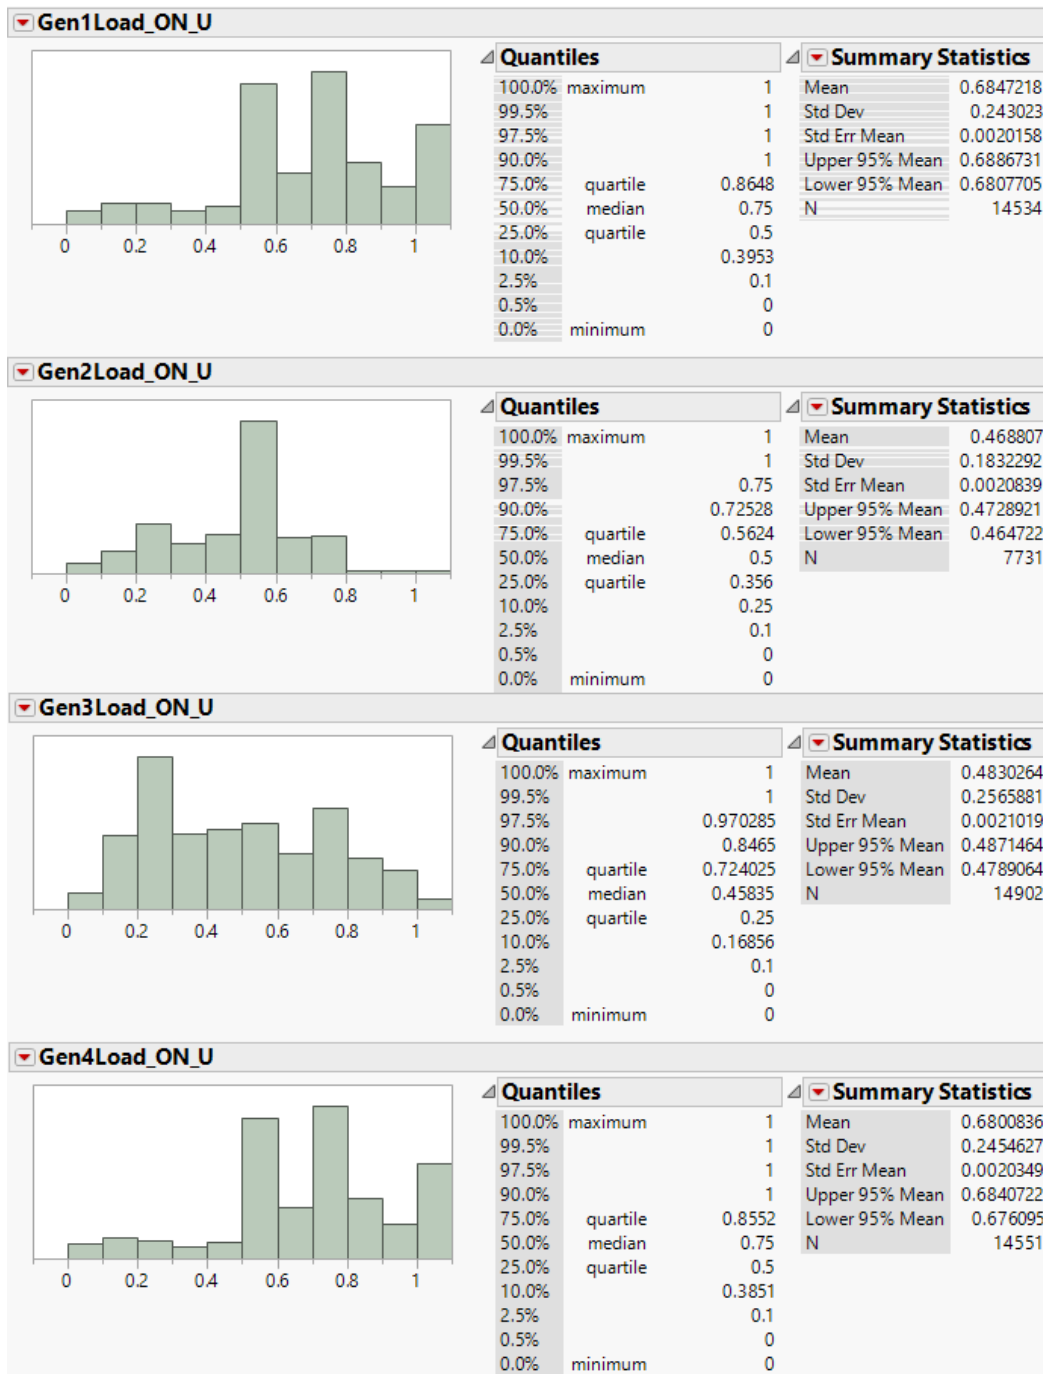 Gen1Load_ON_U
Quantiles Summary Statistics
100.0% maximum 1 Mean 0.6847218
99.5% 1 Std Dev 0.243023
97.5% 1 Std Err Mean 0.0020158
90.0% 1 Upper 95% Mean 0.6886731
75.0% quartile 0.8648 Lower 95% Mean 0.6807705
50.0% median 0.75 N 14534
25.0% quartile 0.5
10.0% 0.3953
2.5% 0.1
0.5% 0
0.0% minimum 0
0 0.2 0.4 0.6 0.8 1
Gen2Load_ON_U
Quantiles Summary Statistics
100.0% maximum 1 Mean 0.468807
99.5% 1 Std Dev 0.1832292
97.5% 0.75 Std Err Mean 0.0020839
90.0% 0.72528 Upper 95% Mean 0.4728921
75.0% quartile 0.5624 Lower 95% Mean 0.464722
50.0% median 0.5 N 7731
25.0% quartile 0.356
10.0% 0.25
2.5% 0.1
0.5% 0
0.0% minimum 0
0 0.2 0.4 0.6 0.8 1
Gen3Load_ON_U
Quantiles Summary Statistics
100.0% maximum 1 Mean 0.4830264
99.5% 1 Std Dev 0.2565881
97.5% 0.970285 Std Err Mean 0.0021019
90.0% 0.8465 Upper 95% Mean 0.4871464
75.0% quartile 0.724025 Lower 95% Mean 0.4789064
50.0% median 0.45835 N 14902
25.0% quartile 0.25
10.0% 0.16856
2.5% 0.1
0.5% 0
0.0% minimum 0
0 0.2 0.4 0.6 0.8 1
Gen4Load_ON_U
Quantiles Summary Statistics
100.0% maximum 1 Mean 0.6800836
99.5% 1 Std Dev 0.2454627
97.5% 1 Std Err Mean 0.0020349
90.0% 1 Upper 95% Mean 0.6840722
75.0% quartile 0.8552 Lower 95% Mean 0.676095
50.0% median 0.75 N 14551
25.0% quartile 0.5
10.0% 0.3851
2.5% 0.1
0.5% 0
0.0% minimum 0
0 0.2 0.4 0.6 0.8 1